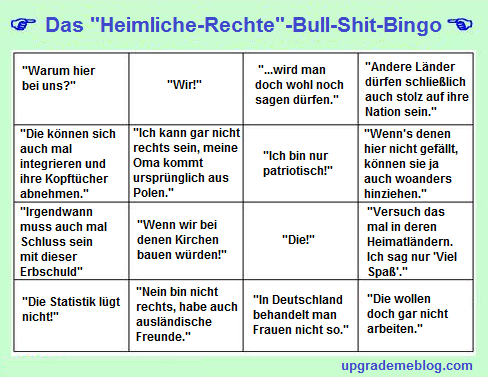 Das "Heimliche-Rechte"-Bull-Shit-Bingo
"Warum hier
bei uns?"
"Wir!"
"...wird man
doch wohl noch
sagen dürfen."
"Andere Länder
dürfen schließlich
auch stolz auf ihre
Nation sein."
"Die können sich
auch mal
integrieren und
ihre Kopftücher
abnehmen."
"Ich kann gar nicht
rechts sein, meine
Oma kommt
ursprünglich aus
Polen."
"Ich bin nur
patriotisch!"
"Wenn's denen
hier nicht gefällt,
können sie ja
auch woanders
hinziehen."
"Irgendwann
muss auch mal
Schluss sein
mit dieser
Erbschuld"
"Wenn wir bei
denen Kirchen
bauen würden!"
"Die!"
"Versuch das
mal in deren
Heimatländern.
Ich sag nur 'Viel
Spaß'."
"Die Statistik lügt
nicht!"
"Nein bin nicht
rechts, habe auch
ausländische
Freunde."
"In Deutschland
behandelt man
Frauen nicht so."
"Die wollen
doch gar nicht
arbeiten."
upgrademeblog.com